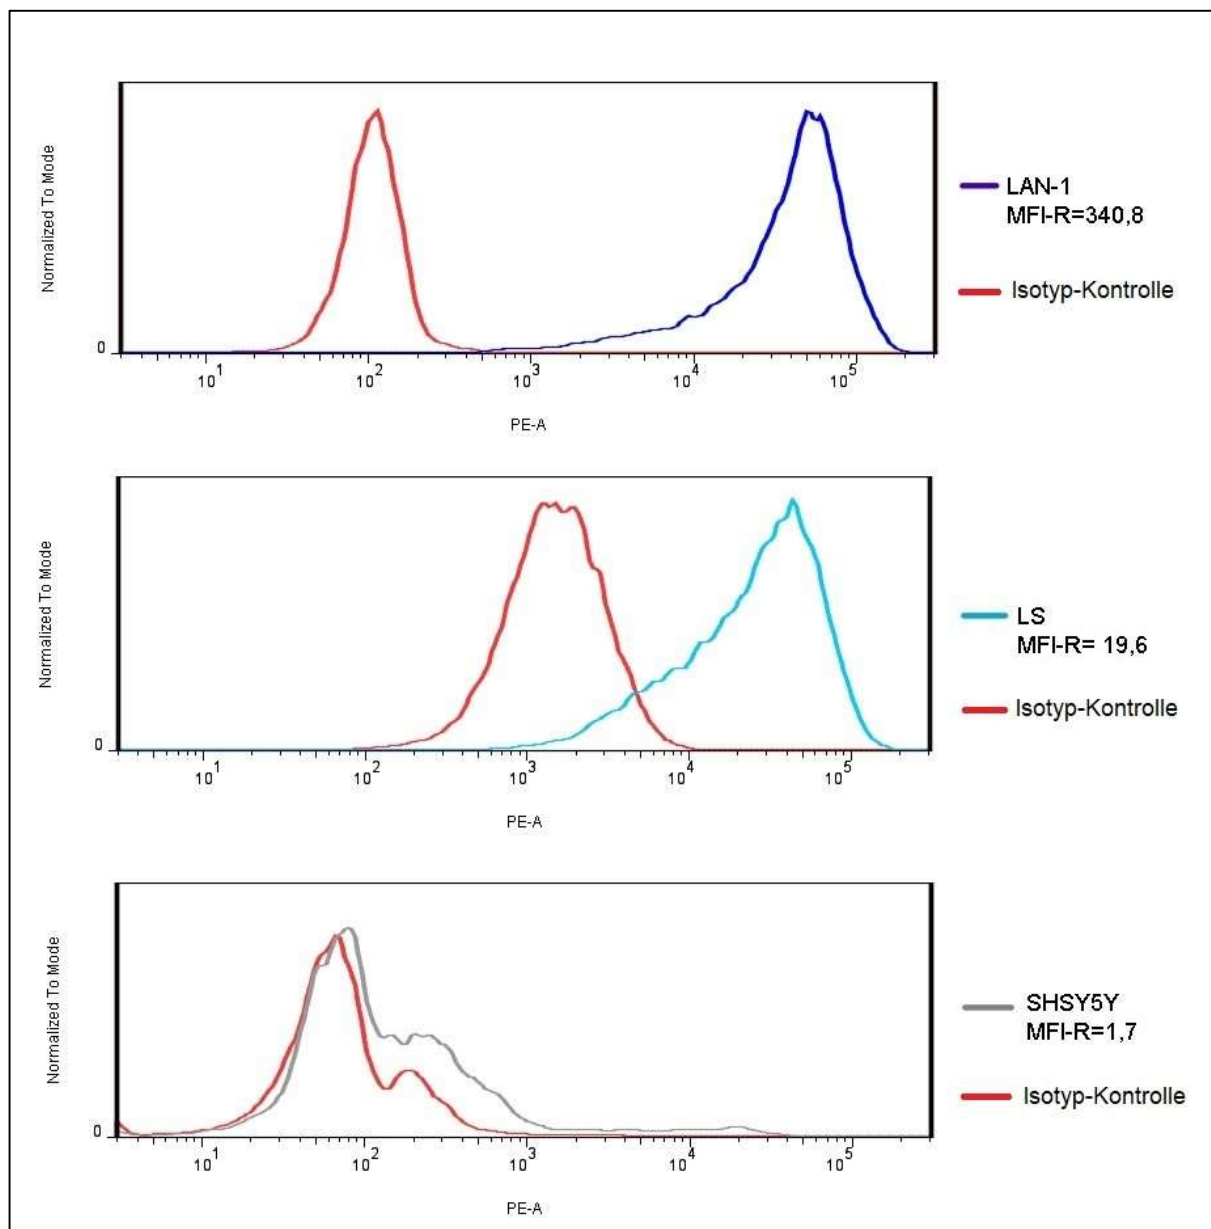 Normalized To Mode
0
10^1 10^2 10^3 10^4 10^5
PE-A
LAN-1
MFI-R=340,8
Isotyp-Kontrolle
Normalized To Mode
0
10^1 10^2 10^3 10^4 10^5
PE-A
LS
MFI-R= 19,6
Isotyp-Kontrolle
Normalized To Mode
0
10^1 10^2 10^3 10^4 10^5
PE-A
SHSY5Y
MFI-R=1,7
Isotyp-Kontrolle